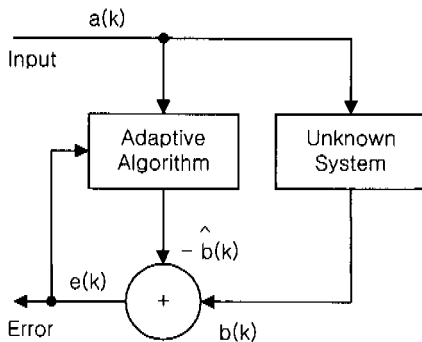 a(k)
Input
Adaptive
Algorithm
Unknown
System
- b̂(k)
e(k)
+
Error
b(k)